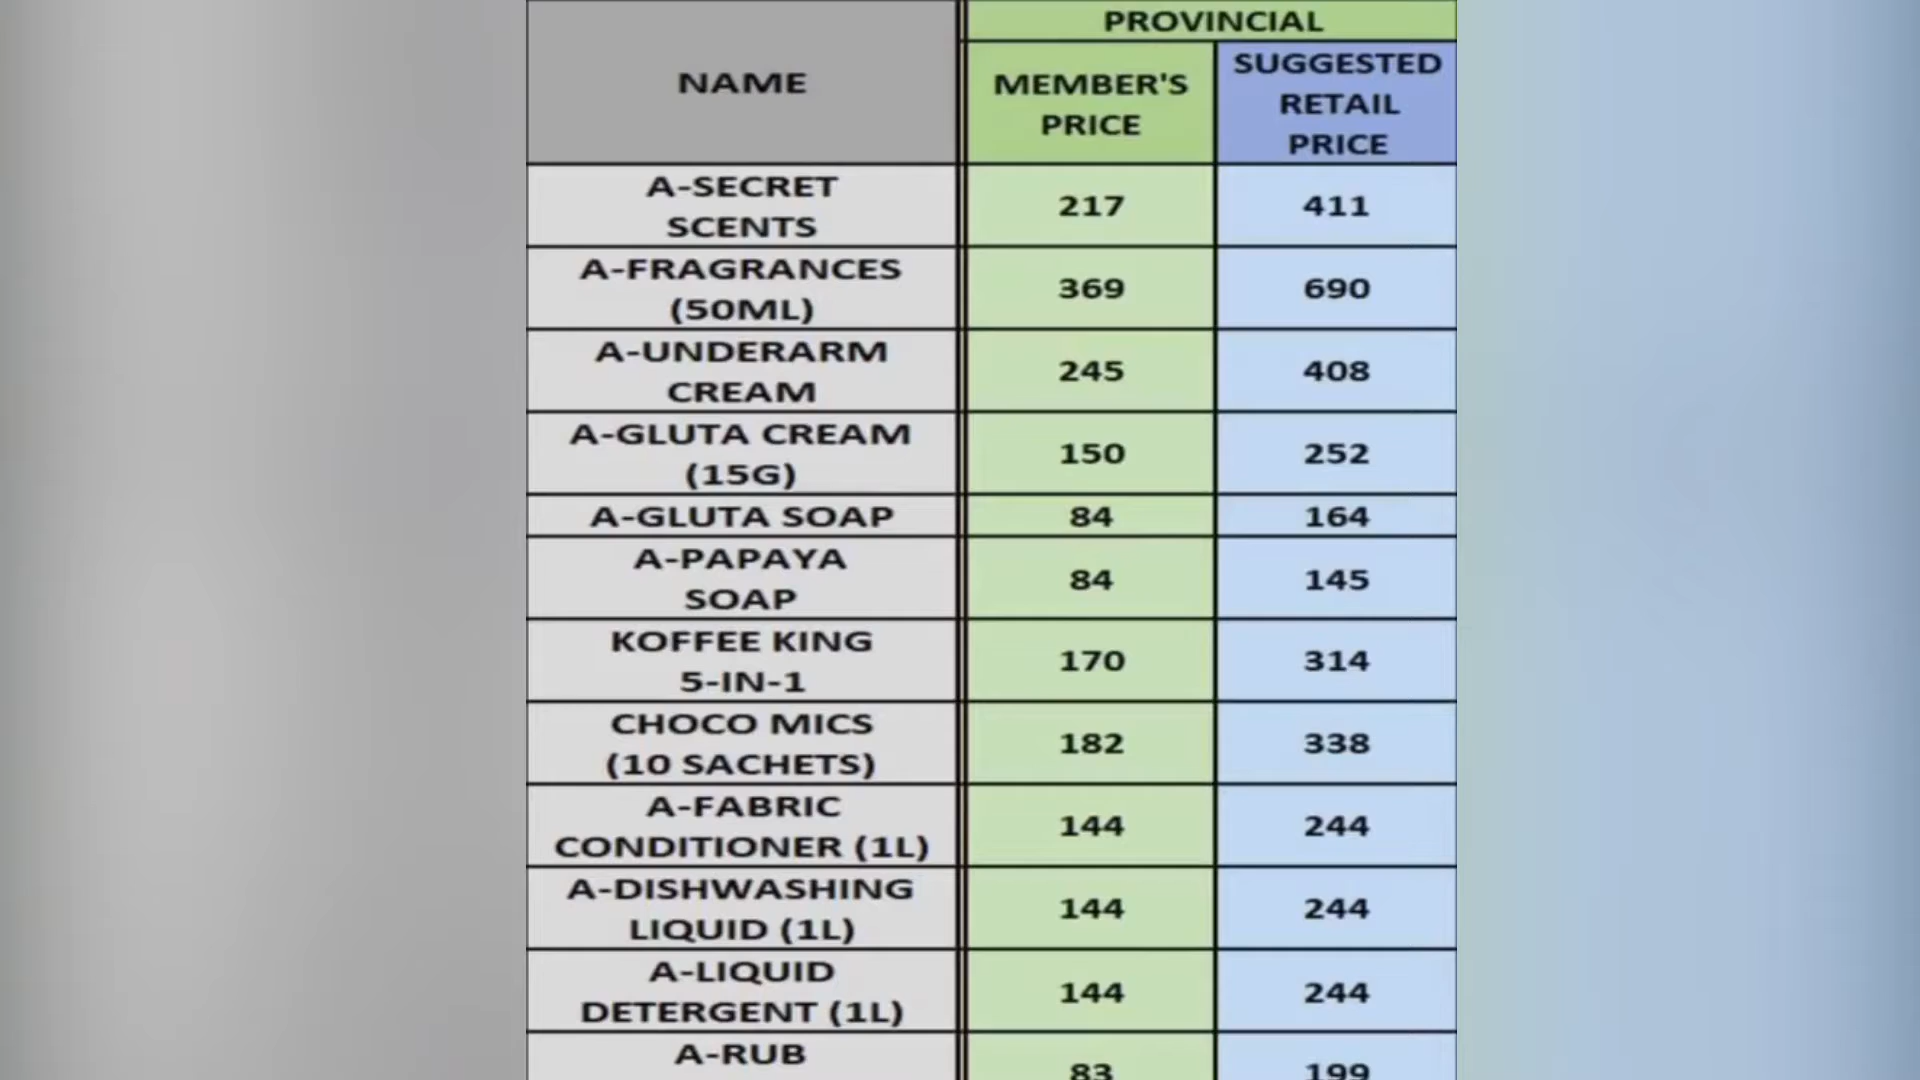 PROVINCIAL
NAME
MEMBER'S
PRICE
SUGGESTED
RETAIL
PRICE
A-SECRET
SCENTS
217
411
A-FRAGRANCES
(50ML)
369
690
A-UNDERARM
CREAM
245
408
A-GLUTA CREAM
(15G)
150
252
A-GLUTA SOAP
84
164
A-PAPAYA
SOAP
84
145
KOFFEE KING
5-IN-1
170
314
CHOCO MICS
(10 SACHETS)
182
338
A-FABRIC
CONDITIONER (1L)
144
244
A-DISHWASHING
LIQUID (1L)
144
244
A-LIQUID
DETERGENT (1L)
144
244
A-RUB
83
199